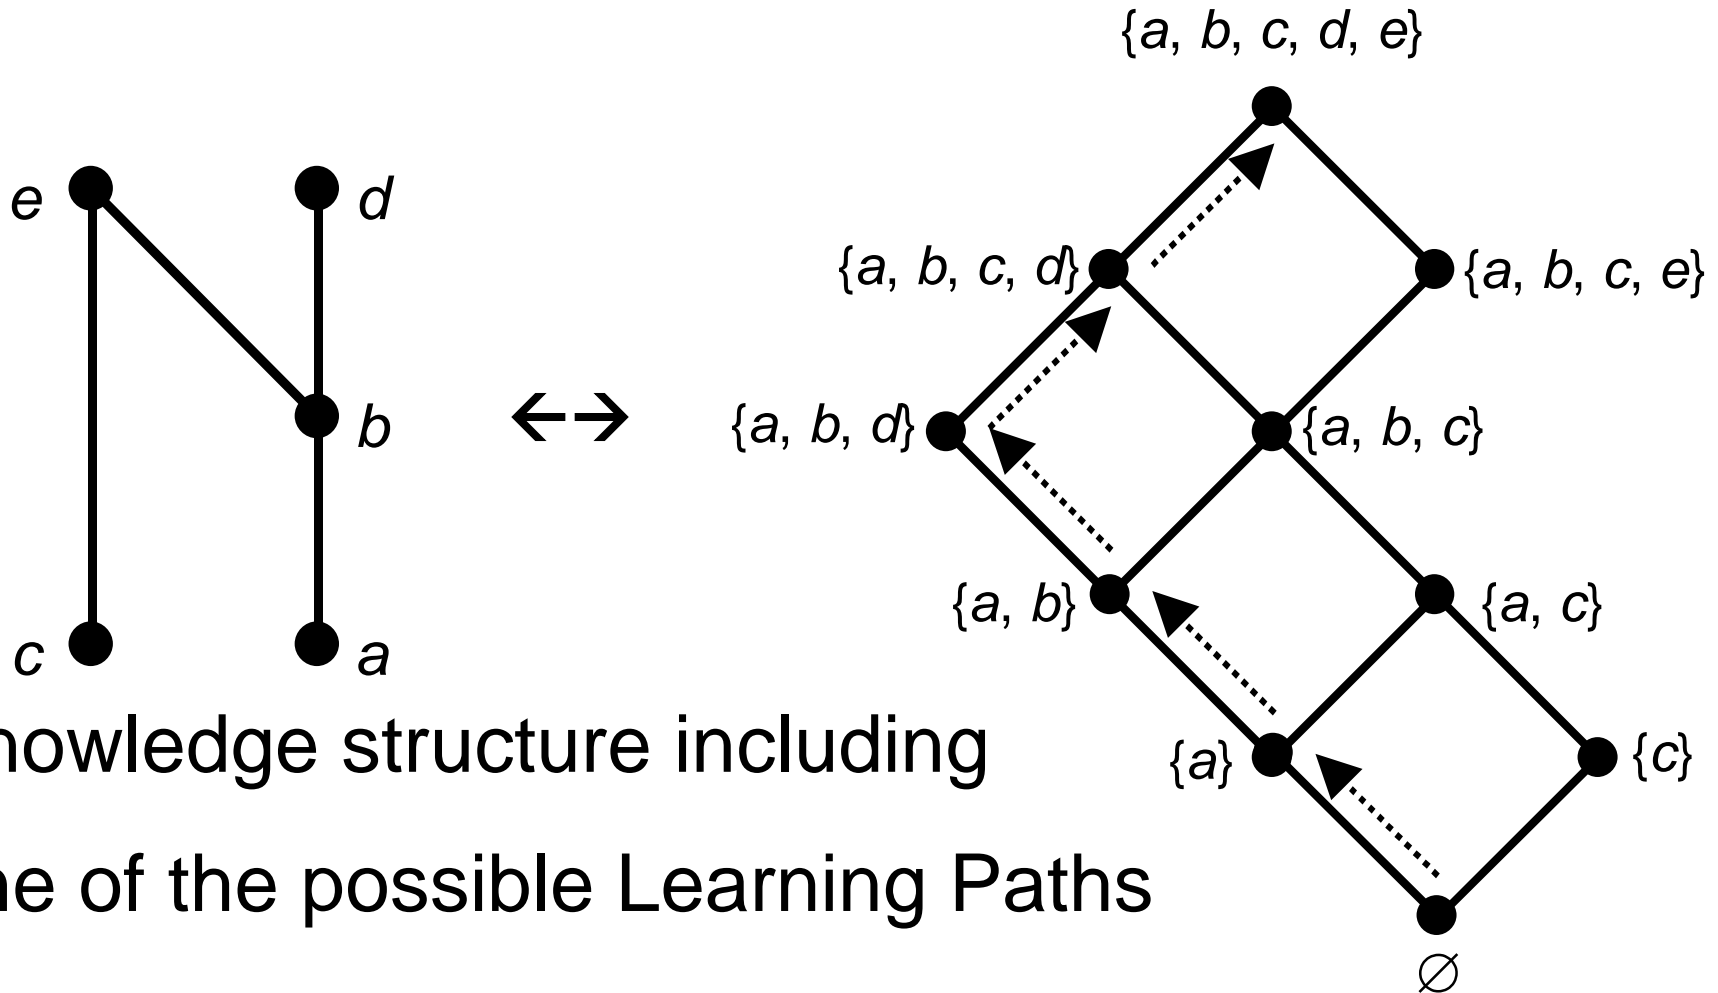 {a, b, c, d, e}
e
d
{a, b, c, d}
{a, b, c, e}
b
{a, b, d}
{a, b, c}
{a, b}
{a, c}
c
a
{a}
{c}
nowledge structure including
ne of the possible Learning Paths
∅